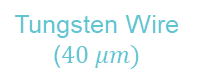 Tungsten Wire
(40 μm)